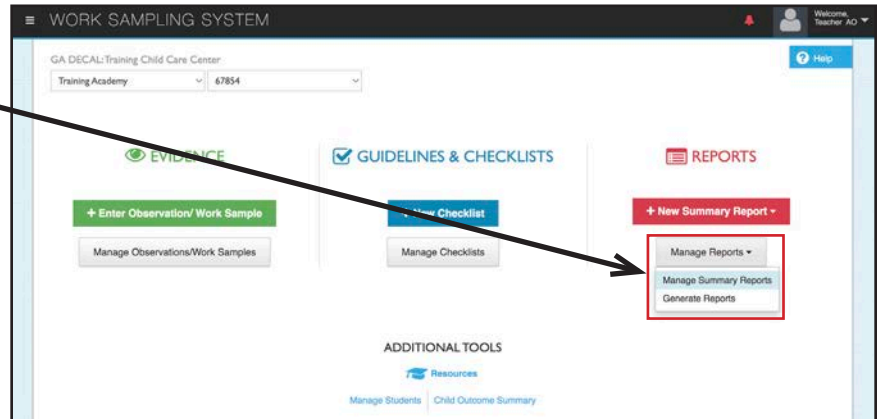 WORK SAMPLING SYSTEM
Welcome,
Teacher AO
GA DECAL:Training Child Care Center
Help
Training Academy
67854
EVIDENCE
GUIDELINES & CHECKLISTS
REPORTS
+ Enter Observation/ Work Sample
+ New Checklist
+ New Summary Report
Manage Observations/Work Samples
Manage Checklists
Manage Reports
Manage Summary Reports
Generate Reports
ADDITIONAL TOOLS
Resources
Manage Students
Child Outcome Summary